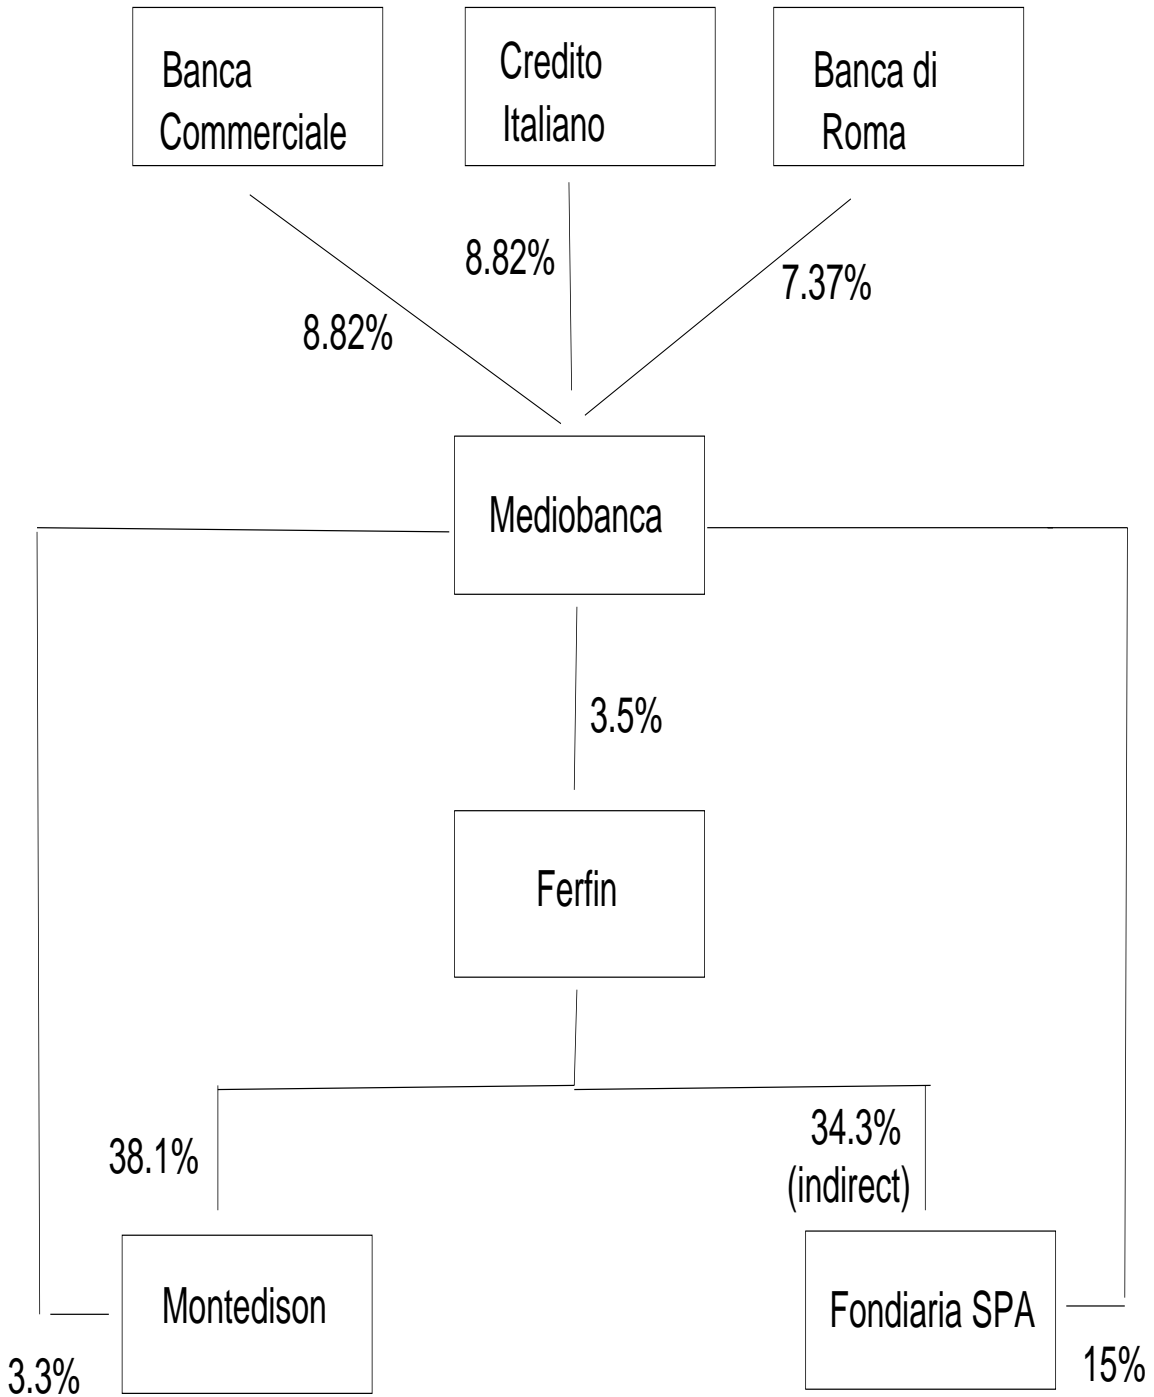 Banca
Commerciale
Credito
Italiano
Banca di
Roma
8.82%
8.82%
7.37%
Mediobanca
3.5%
Ferfin
38.1%
34.3%
(indirect)
Montedison
Fondiaria SPA
3.3%
15%